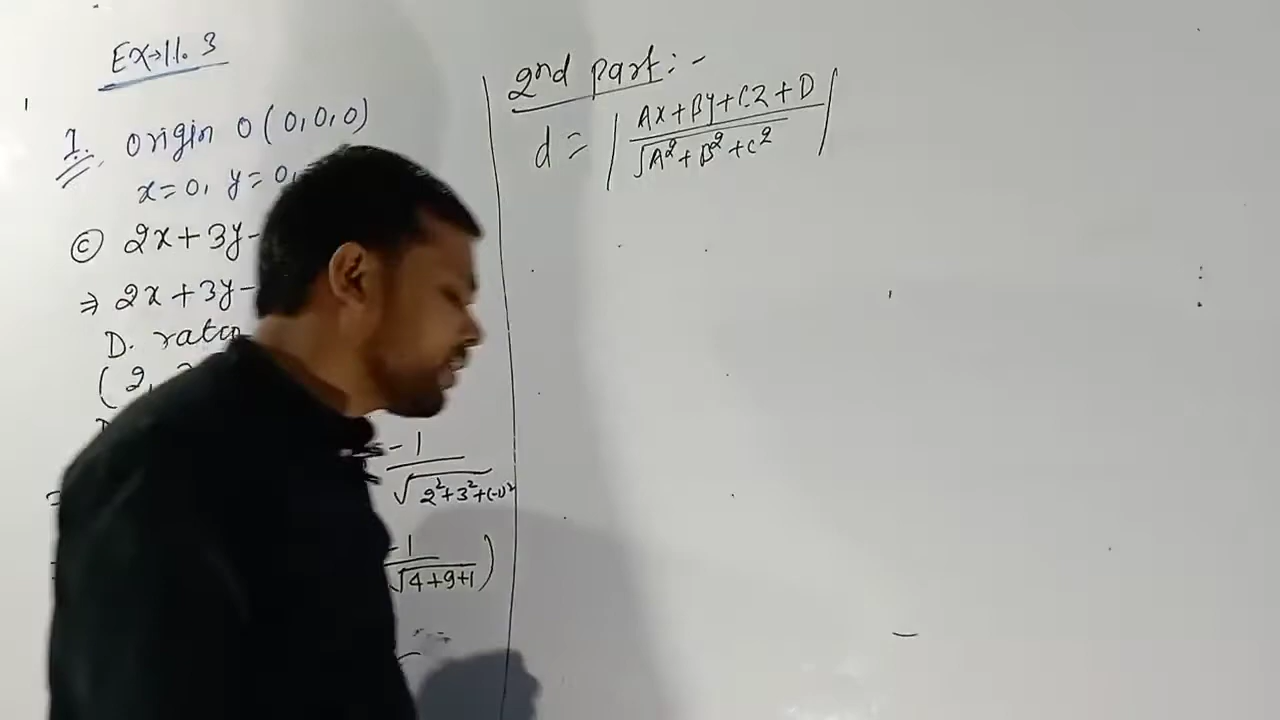 Ex→11.3
1. origin O(0,0,0)
x=0, y=0,
ⓒ 2x+3y-
⇒ 2x+3y-
D. ratio
(2,
-1/√(2²+3²+(-1)²
-1/√(4+9+1))
2nd part:-
d = |(Ax+By+CZ+D)/√(A²+B²+C²)|